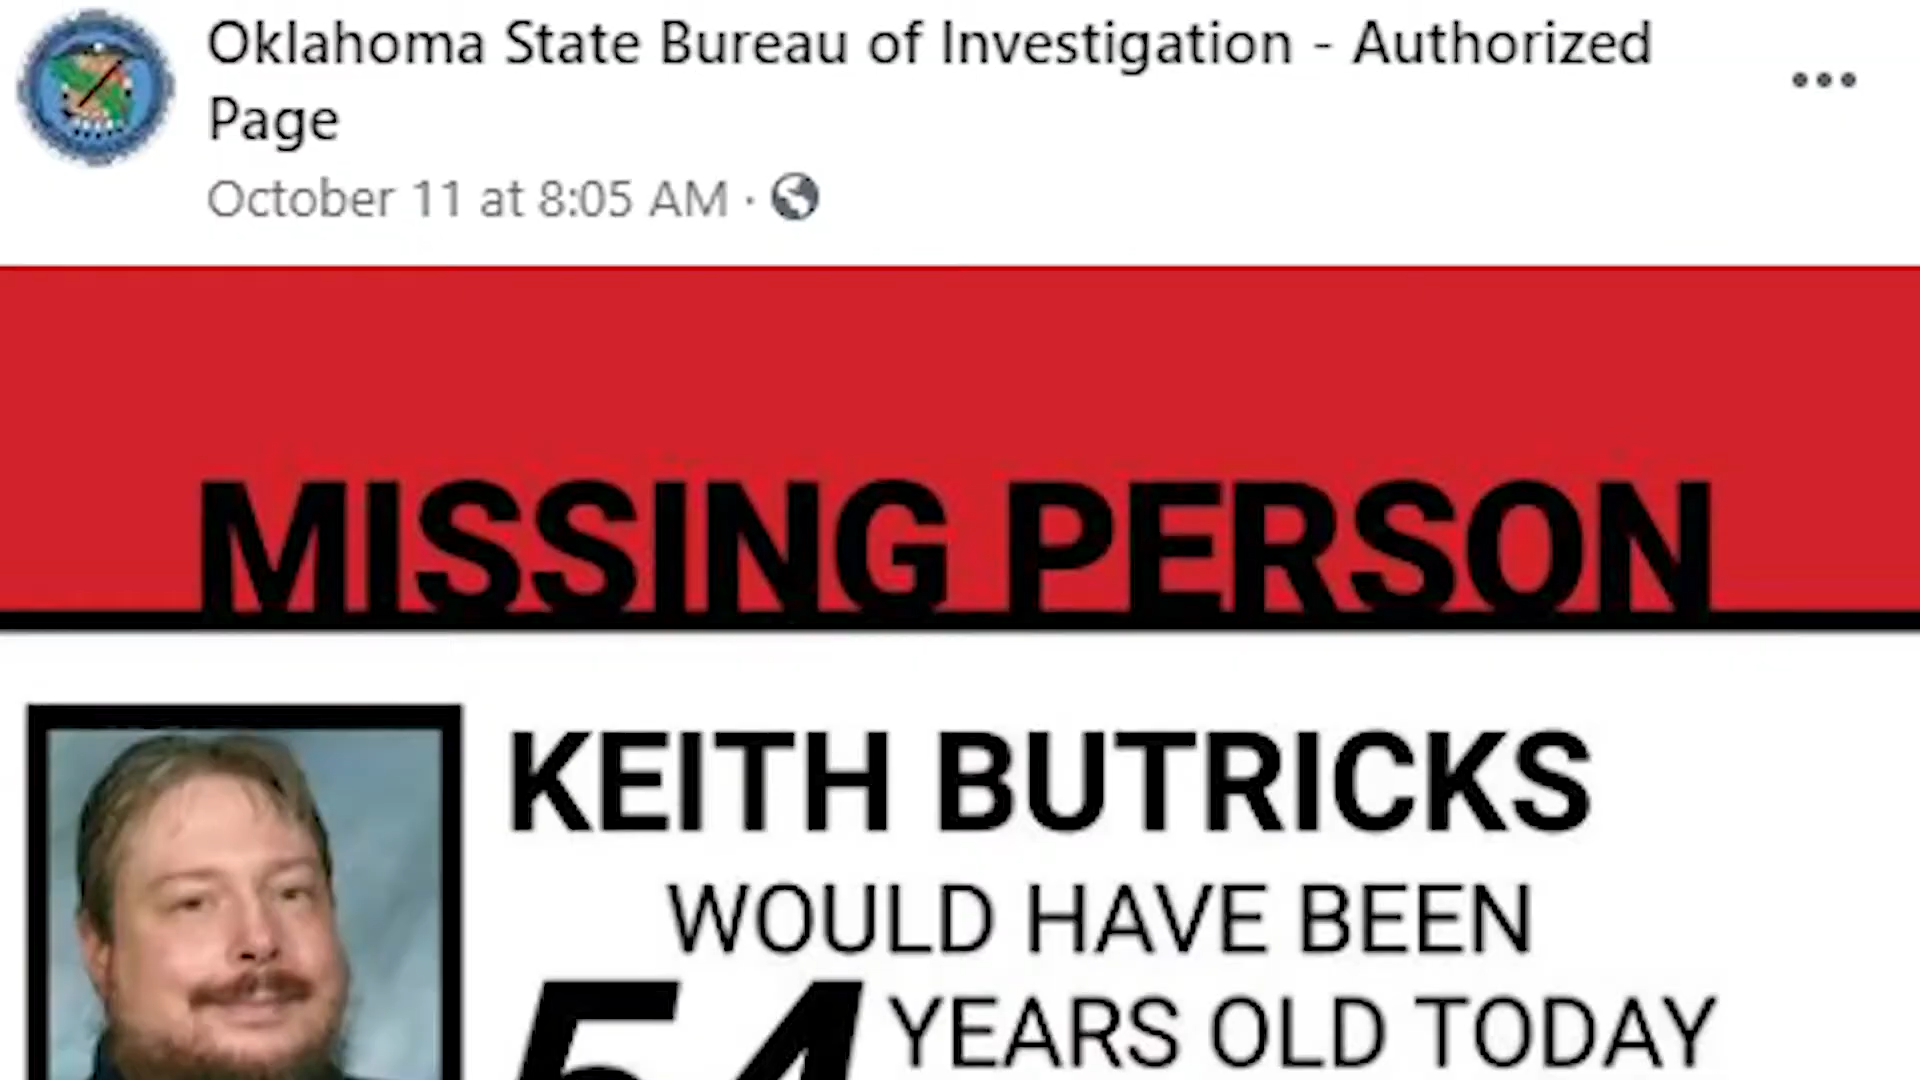 Oklahoma State Bureau of Investigation - Authorized
Page
October 11 at 8:05 AM ·
MISSING PERSON
KEITH BUTRICKS
WOULD HAVE BEEN
54 YEARS OLD TODAY